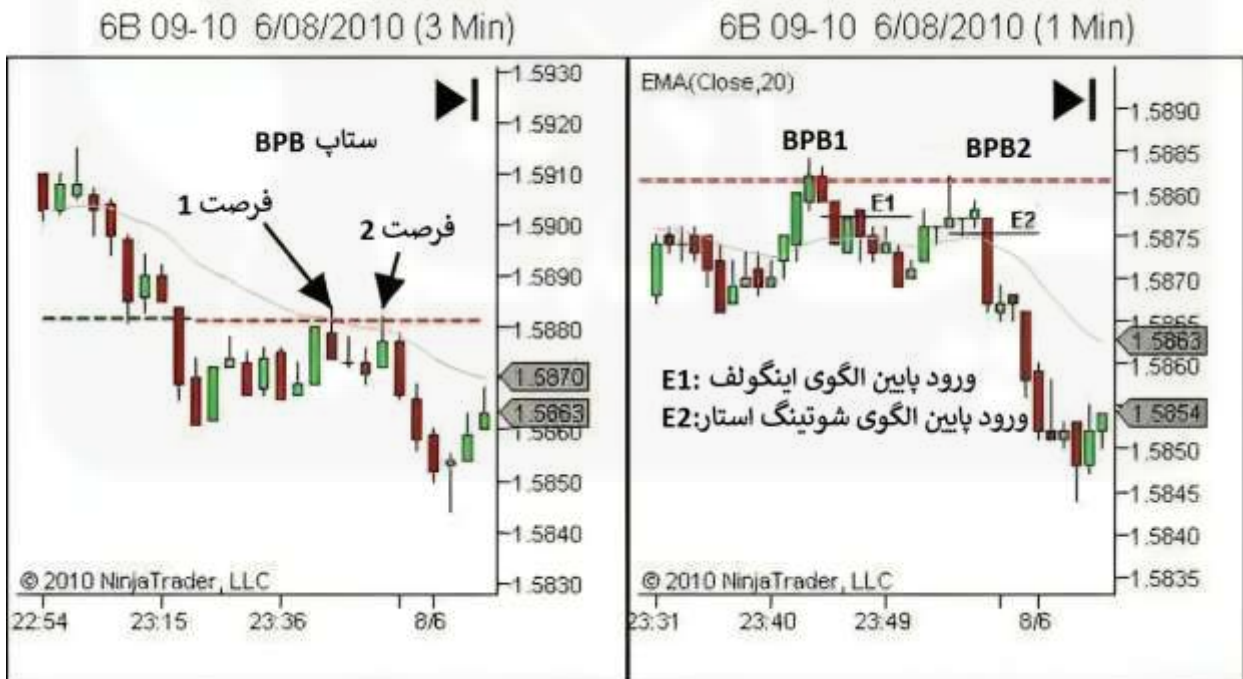 6B 09-10 6/08/2010 (3 Min)
ستاپ BPB
فرصت 1
فرصت 2
1.5930
1.5920
1.5910
1.5900
1.5890
1.5880
1.5870
1.5863
1.5860
1.5850
1.5840
1.5830
© 2010 NinjaTrader, LLC
22:54 23:15 23:36 8/6
6B 09-10 6/08/2010 (1 Min)
EMA(Close,20)
BPB1
BPB2
E1
E2
E1: ورود پایین الگوی اینگولف
E2:ورود پایین الگوی شوتینگ استار
1.5890
1.5885
1.5860
1.5875
1.5870
1.5865
1.5863
1.5860
1.5854
1.5850
1.5845
1.5840
1.5835
© 2010 NinjaTrader, LLC
23:31 23:40 23:49 8/6